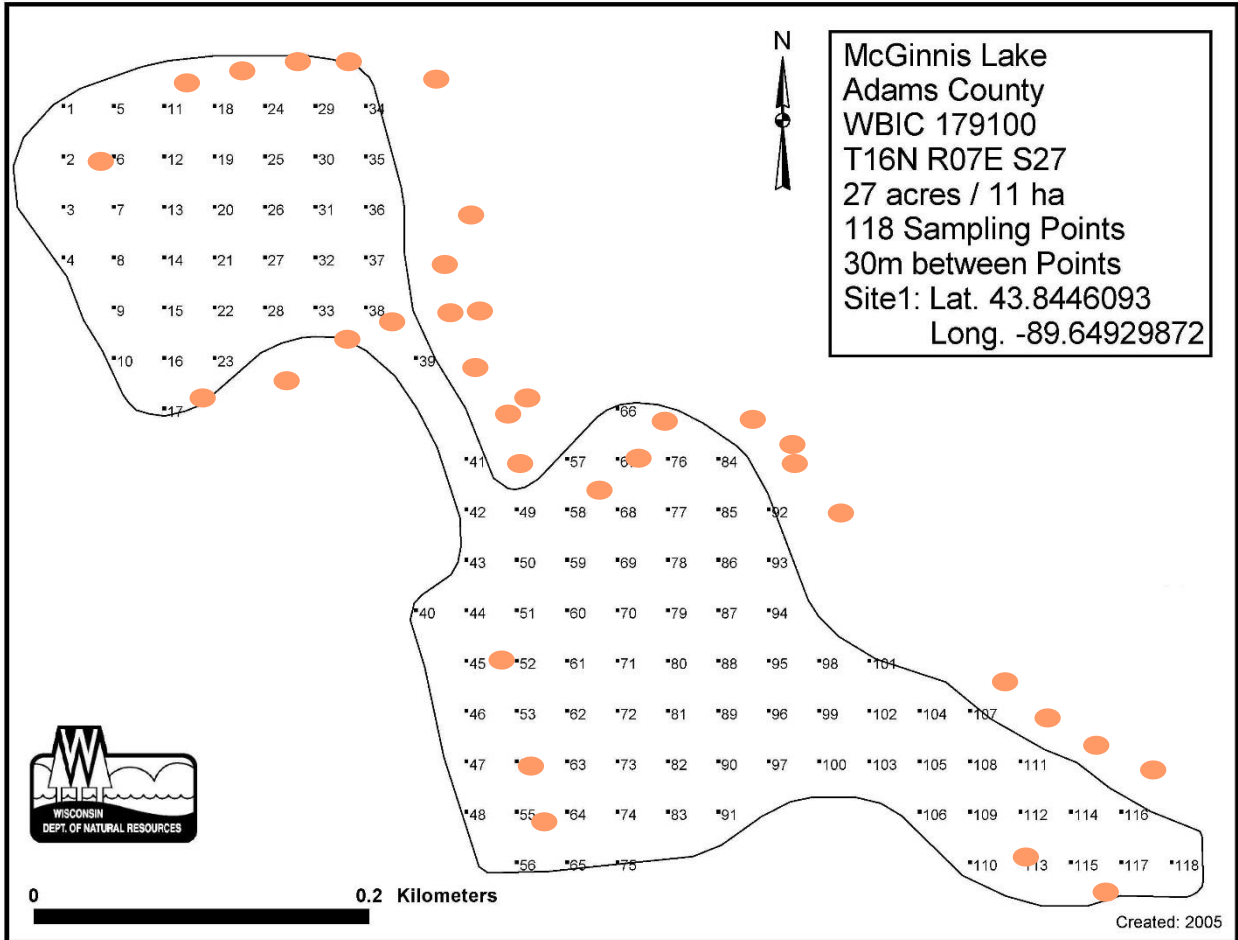 N
McGinnis Lake
Adams County
WBIC 179100
T16N R07E S27
27 acres / 11 ha
118 Sampling Points
30m between Points
Site1: Lat. 43.8446093
Long. -89.64929872
1 5 11 18 24 29 34
2 6 12 19 25 30 35
3 7 13 20 26 31 36
4 8 14 21 27 32 37
9 15 22 28 33 38
10 16 23 39
17 66
41 57 76 84
42 49 58 68 77 85 92
43 50 59 69 78 86 93
40 44 51 60 70 79 87 94
45 52 61 71 80 88 95 98 101
46 53 62 72 81 89 96 99 102 104 107
47 63 73 82 90 97 100 103 105 108 111
48 55 64 74 83 91 106 109 112 114 116
56 65 75 110 113 115 117 118
W
WISCONSIN
DEPT. OF NATURAL RESOURCES
0 0.2 Kilometers
Created: 2005